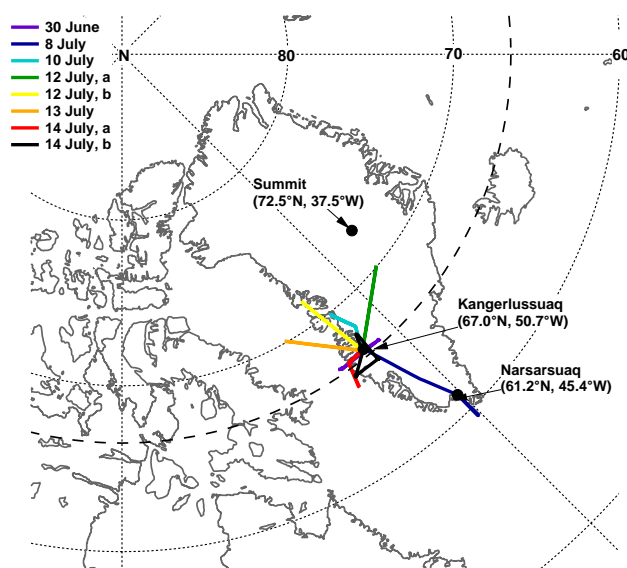 30 June
8 July
10 July
12 July, a
12 July, b
13 July
14 July, a
14 July, b
N
80
70
60
Summit
(72.5°N, 37.5°W)
Kangerlussuaq
(67.0°N, 50.7°W)
Narsarsuaq
(61.2°N, 45.4°W)